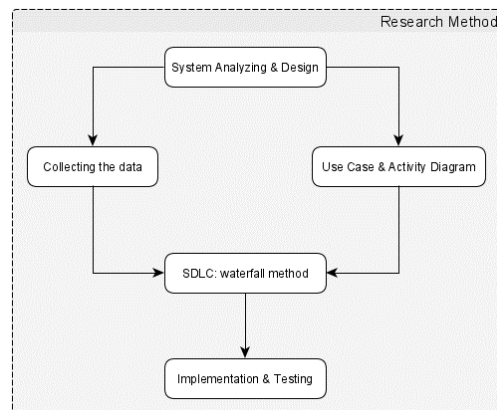 Research Method
System Analyzing & Design
Collecting the data
Use Case & Activity Diagram
SDLC: waterfall method
Implementation & Testing